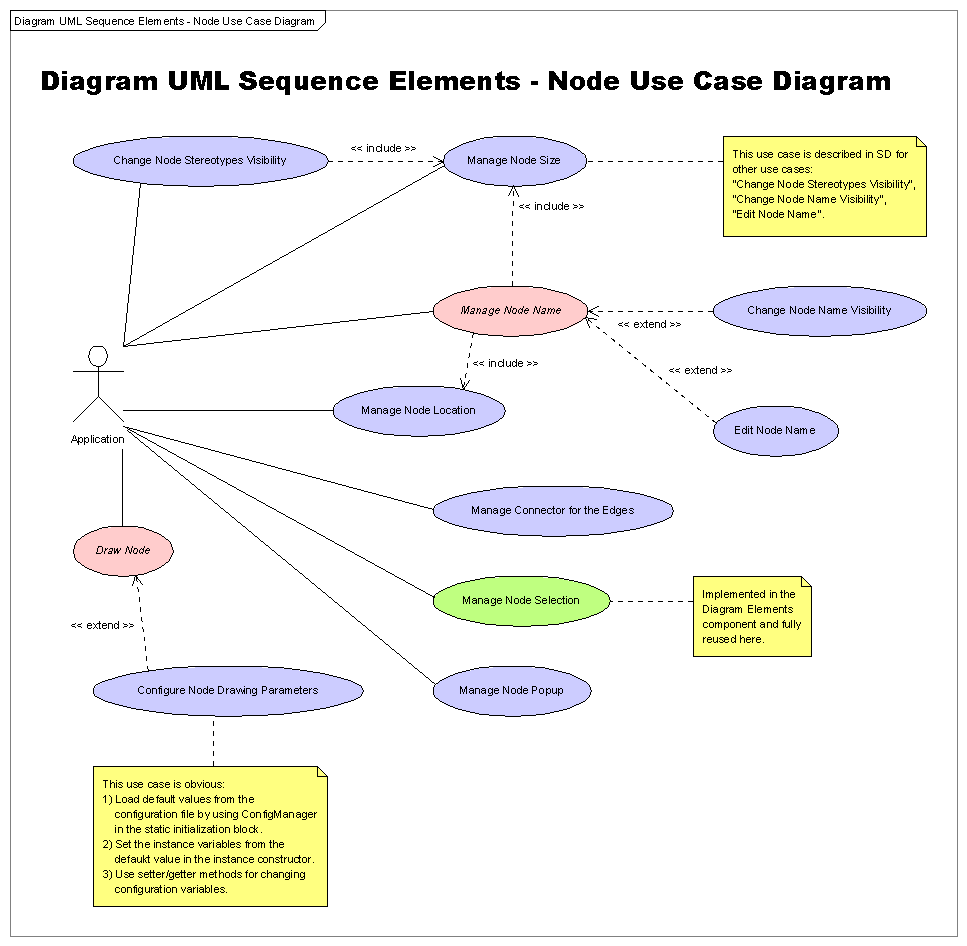 Diagram UML Sequence Elements - Node Use Case Diagram
Diagram UML Sequence Elements - Node Use Case Diagram
Change Node Stereotypes Visibility
<< include >>
Manage Node Size
This use case is described in SD for
other use cases:
"Change Node Stereotypes Visibility",
"Change Node Name Visibility",
"Edit Node Name".
<< include >>
Manage Node Name
Change Node Name Visibility
<< extend >>
<< include >>
<< extend >>
Manage Node Location
Edit Node Name
Application
Manage Connector for the Edges
Draw Node
Manage Node Selection
Implemented in the
Diagram Elements
component and fully
reused here.
<< extend >>
Configure Node Drawing Parameters
Manage Node Popup
This use case is obvious:
1) Load default values from the
configuration file by using ConfigManager
in the static initialization block.
2) Set the instance variables from the
defaukt value in the instance constructor.
3) Use setter/getter methods for changing
configuration variables.